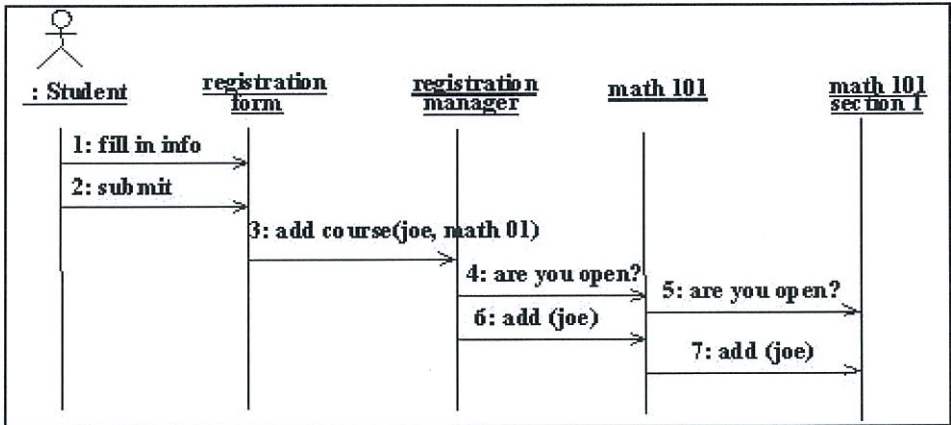 : Student
registration
form
registration
manager
math 101
math 101
section 1
1: fill in info
2: submit
3: add course(joe, math 01)
4: are you open?
5: are you open?
6: add (joe)
7: add (joe)